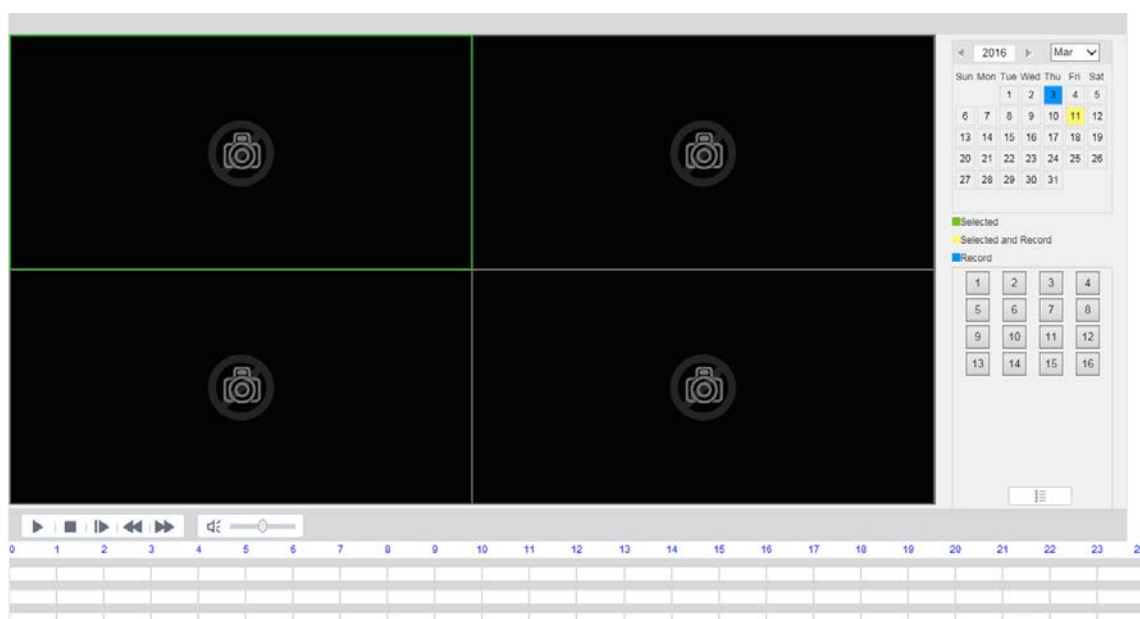 2016 Mar
Sun Mon Tue Wed Thu Fri Sat
1 2 3 4 5
6 7 8 9 10 11 12
13 14 15 16 17 18 19
20 21 22 23 24 25 26
27 28 29 30 31
Selected
Selected and Record
Record
1 2 3 4
5 6 7 8
9 10 11 12
13 14 15 16
0 1 2 3 4 5 6 7 8 9 10 11 12 13 14 15 16 17 18 19 20 21 22 23